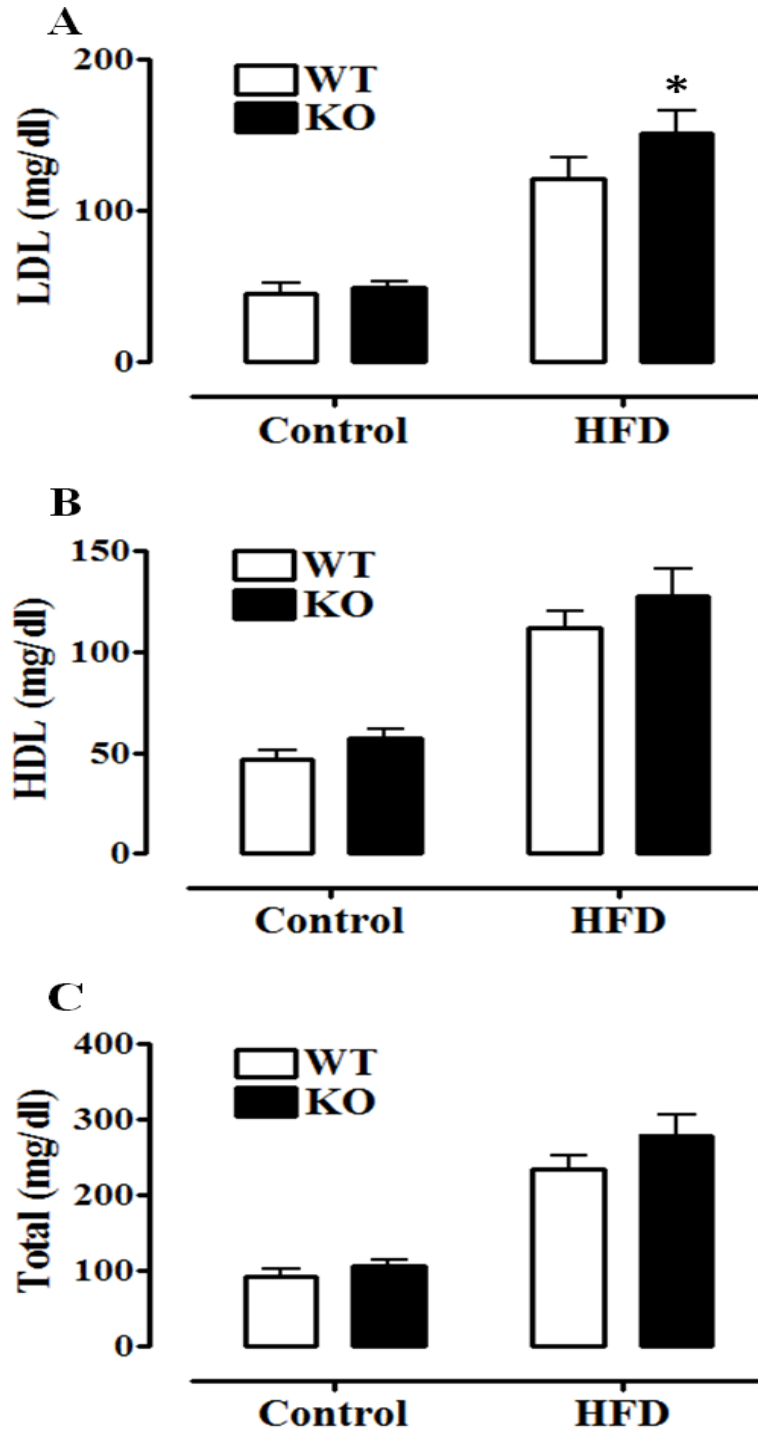 A
LDL (mg/dl)
200
100
0
WT
KO
*
Control HFD
B
HDL (mg/dl)
150
100
50
0
WT
KO
Control HFD
C
Total (mg/dl)
400
300
200
100
0
WT
KO
Control HFD